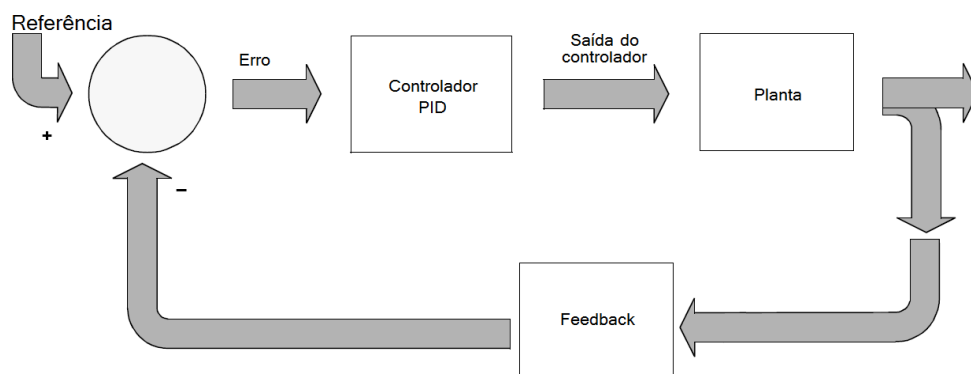 Referência
Erro
Saída do
controlador
Controlador
PID
Planta
+
−
Feedback